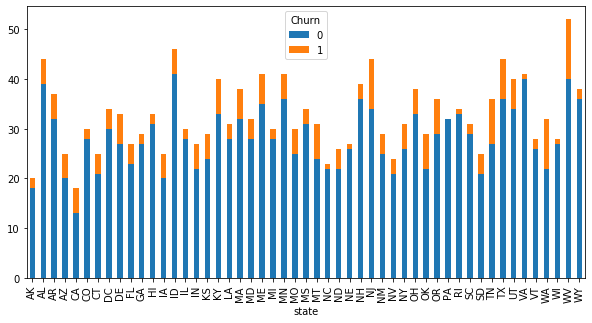 Churn
0
1
50
40
30
20
10
0
AK AL AR AZ CA CO CT DC DE FL GA HI IA ID IL IN KS KY LA MA MD ME MI MN MO MS MT NC ND NE NH NJ NM NV NY OH OK OR PA RI SC SD TN TX UT VA VT WA WI WV WY
state